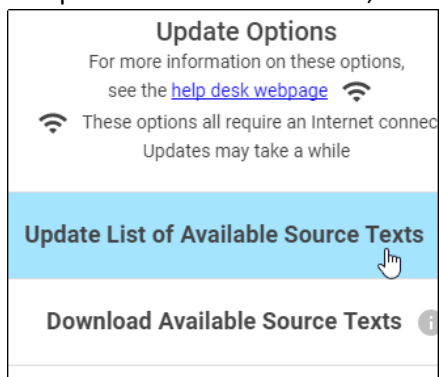 Update Options
For more information on these options,
see the help desk webpage
These options all require an Internet connec
Updates may take a while
Update List of Available Source Texts
Download Available Source Texts